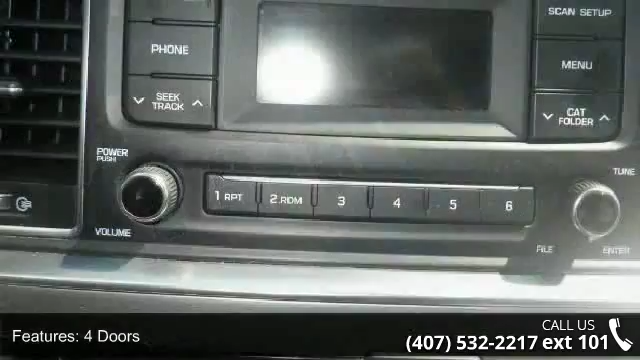 SCAN SETUP
PHONE
MENU
SEEK
TRACK
CAT
FOLDER
POWER
PUSH
TUNE
1 RPT
2 RDM
3
4
5
6
VOLUME
FILE
ENTER
CALL US
Features: 4 Doors
(407) 532-2217 ext 101